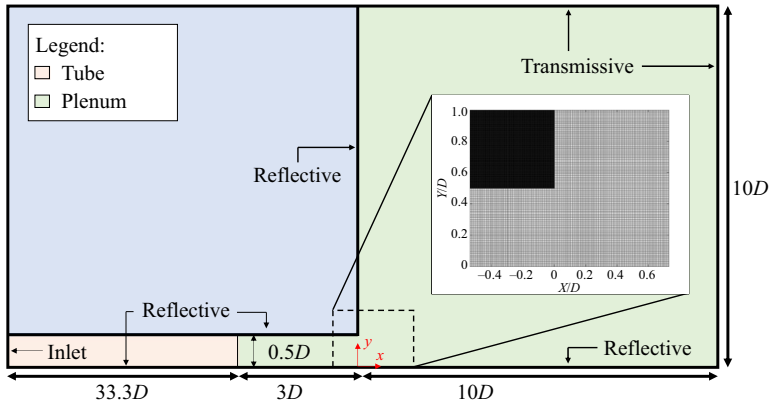 Legend:
Tube
Plenum
Transmissive
Reflective
10D
1.0
0.8
0.6
0.4
0.2
0
Y/D
−0.4 −0.2 0 0.2 0.4 0.6
X/D
Reflective
Inlet
0.5D
y
x
Reflective
33.3D
3D
10D